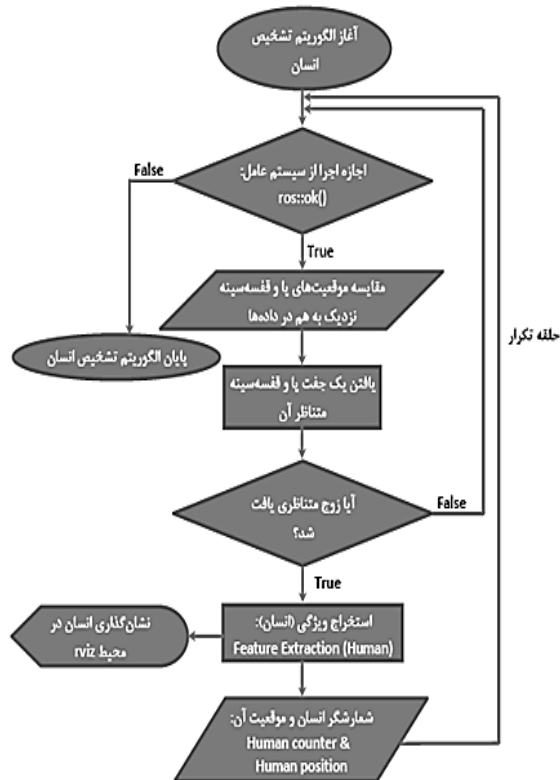 آغاز الگوریتم تشخیص
انسان
اجازه اجرا از سیستم عامل:
ros::ok()
False
True
مقایسه موقعیت‌های پا و قفسه‌سینه
نزدیک به هم در داده‌ها
پایان الگوریتم تشخیص انسان
حلقه تکرار
یافتن یک جفت پا و قفسه‌سینه
متناظر آن
آیا زوج متناظری یافت
شد؟
False
True
استخراج ویژگی (انسان):
Feature Extraction (Human)
نشان‌گذاری انسان در
محیط rviz
شمارشگر انسان و موقعیت آن:
Human counter &
Human position